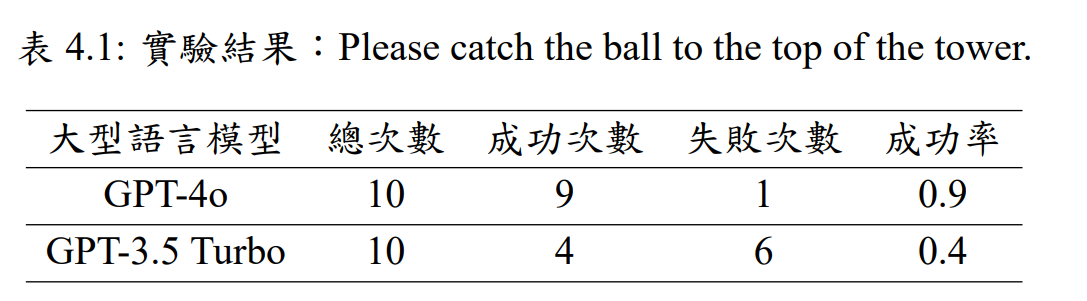 表 4.1: 實驗結果：Please catch the ball to the top of the tower.
大型語言模型 總次數 成功次數 失敗次數 成功率
GPT-4o 10 9 1 0.9
GPT-3.5 Turbo 10 4 6 0.4